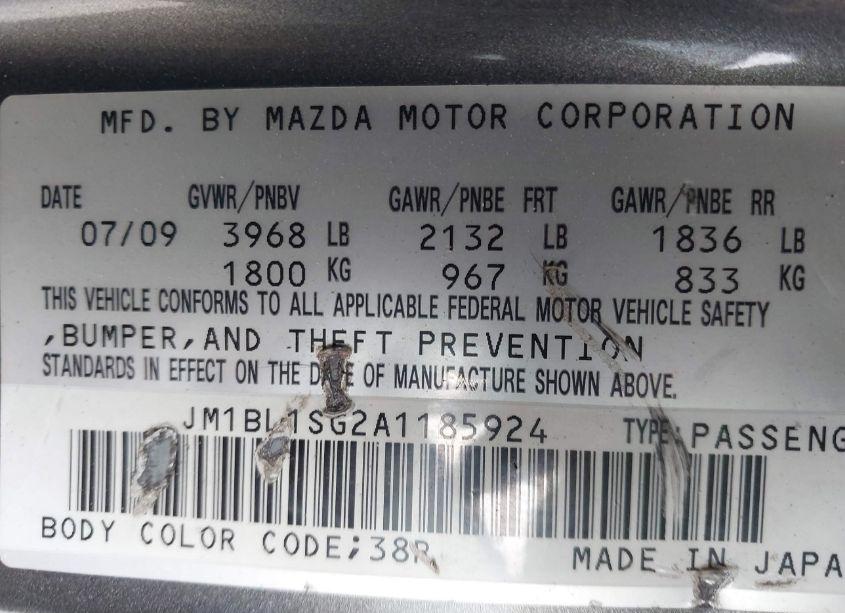 MFD. BY MAZDA MOTOR CORPORATION
DATE GVWR/PNBV GAWR/PNBE FRT GAWR/PNBE RR
07/09 3968 LB 2132 LB 1836 LB
1800 KG 967 KG 833 KG
THIS VEHICLE CONFORMS TO ALL APPLICABLE FEDERAL MOTOR VEHICLE SAFETY
,BUMPER,AND THEFT PREVENTION
STANDARDS IN EFFECT ON THE DATE OF MANUFACTURE SHOWN ABOVE.
JM1BL1SG2A1185924 TYPE:PASSENG
BODY COLOR CODE;38R
MADE IN JAPA